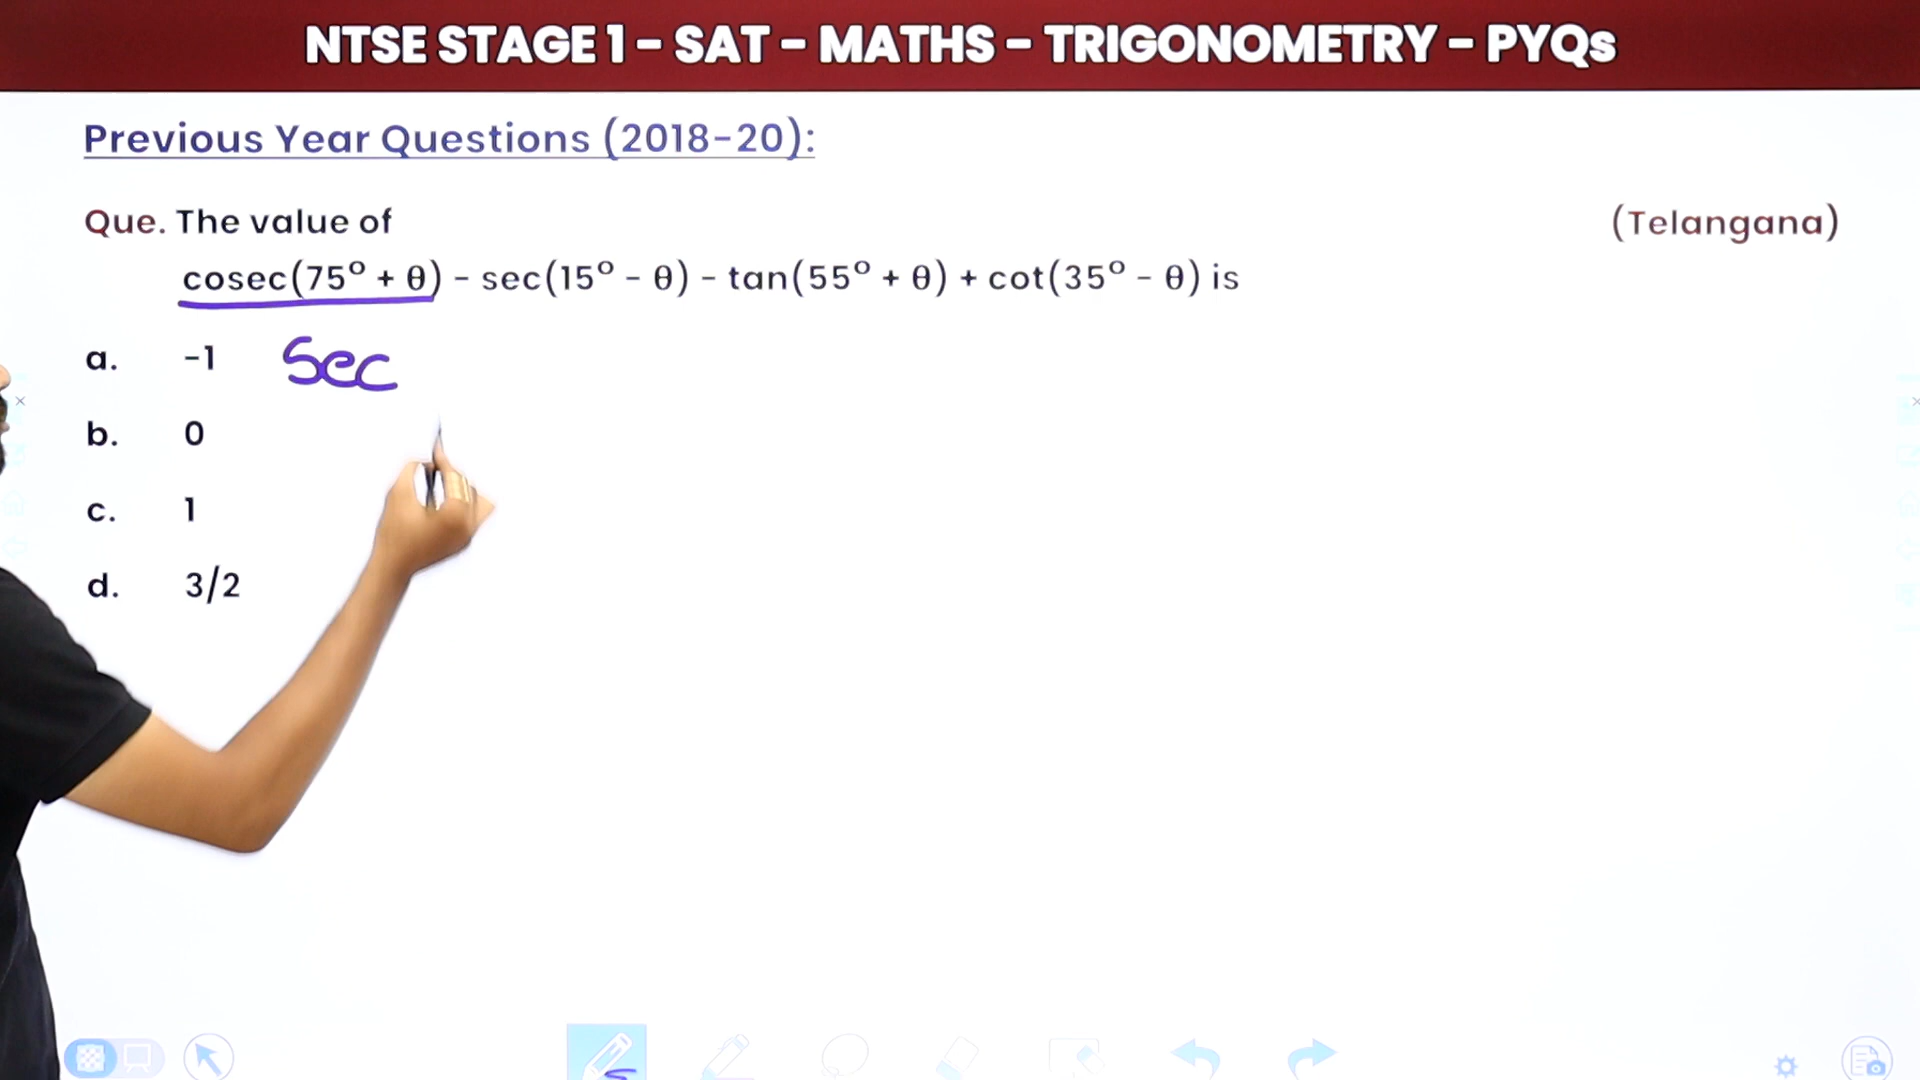 NTSE STAGE 1 – SAT – MATHS – TRIGONOMETRY – PYQs
Previous Year Questions (2018-20):
Que. The value of (Telangana)
cosec(75° + θ) – sec(15° – θ) – tan(55° + θ) + cot(35° – θ) is
a. -1 sec
b. 0
c. 1
d. 3/2